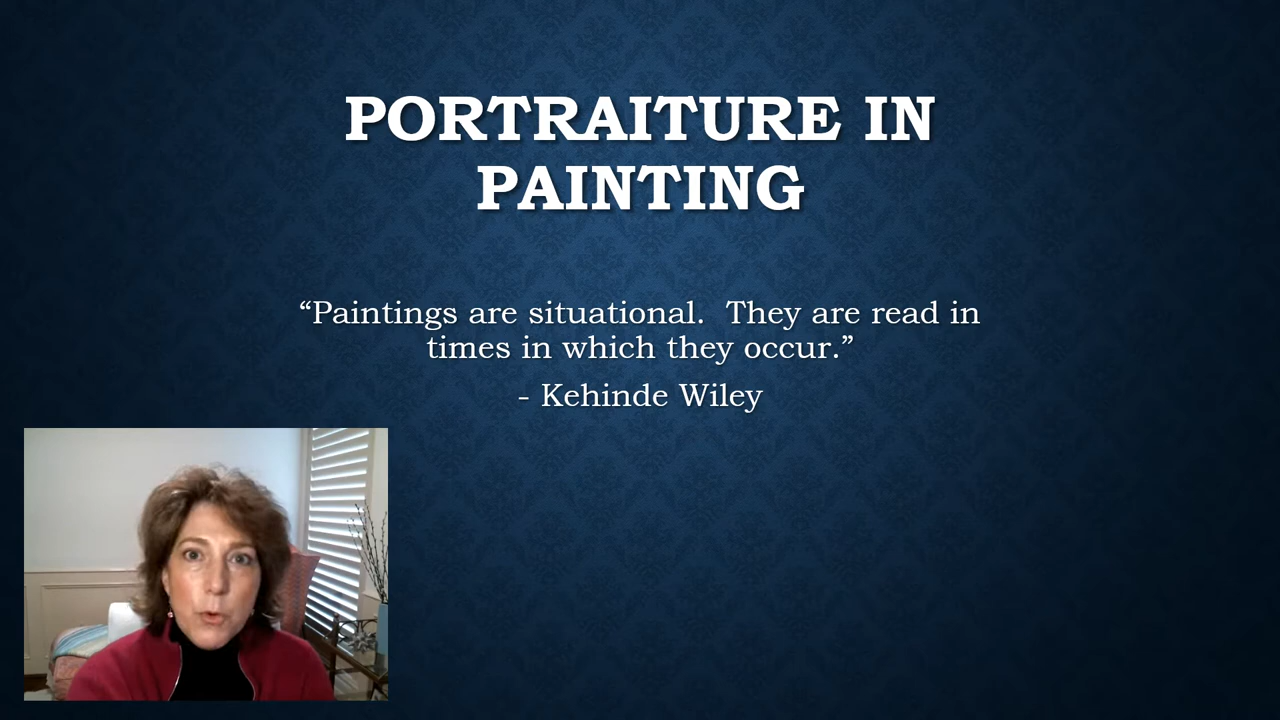 PORTRAITURE IN
PAINTING
“Paintings are situational.  They are read in
times in which they occur.”
- Kehinde Wiley